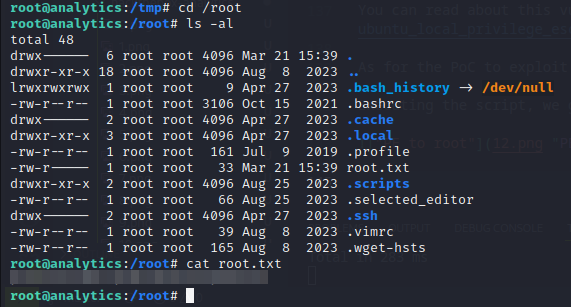 root@analytics:/tmp# cd /root
root@analytics:/root# ls -al
total 48
drwx------ 6 root root 4096 Mar 21 15:39 .
drwxr-xr-x 18 root root 4096 Aug 8 2023 ..
lrwxrwxrwx 1 root root 9 Apr 27 2023 .bash_history -> /dev/null
-rw-r--r-- 1 root root 3106 Oct 15 2021 .bashrc
drwx------ 2 root root 4096 Apr 27 2023 .cache
drwxr-xr-x 3 root root 4096 Apr 27 2023 .local
-rw-r--r-- 1 root root 161 Jul 9 2019 .profile
-rw-r----- 1 root root 33 Mar 21 15:39 root.txt
drwxr-xr-x 2 root root 4096 Aug 25 2023 .scripts
-rw-r--r-- 1 root root 66 Aug 25 2023 .selected_editor
drwx------ 2 root root 4096 Apr 27 2023 .ssh
-rw-r--r-- 1 root root 39 Aug 8 2023 .vimrc
-rw-r--r-- 1 root root 165 Aug 8 2023 .wget-hsts
root@analytics:/root# cat root.txt
root@analytics:/root#